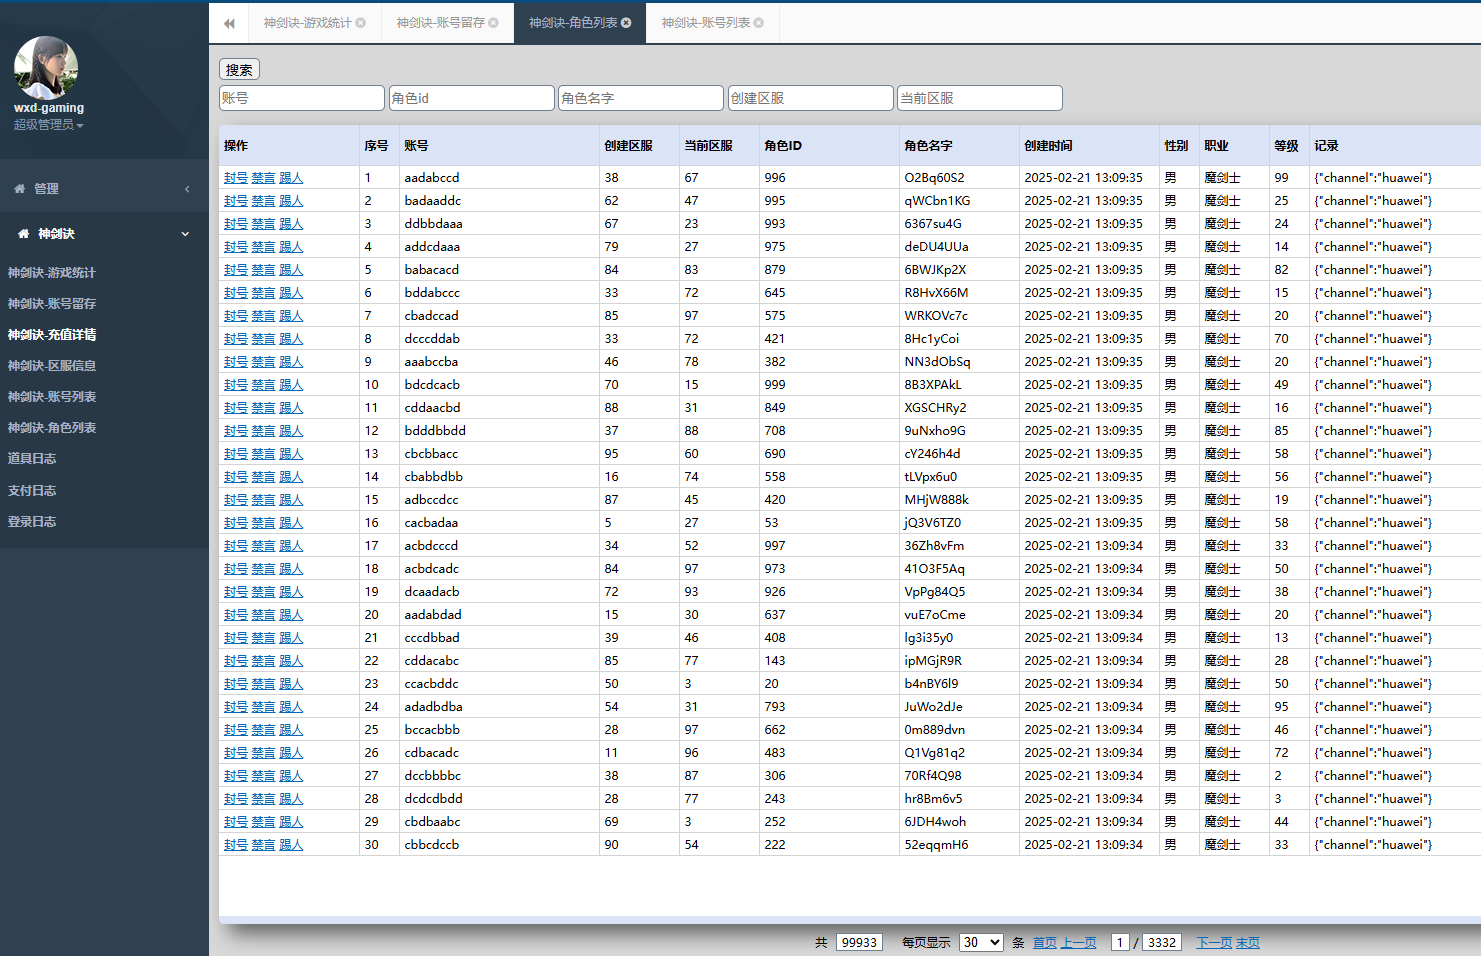 神剑诀-游戏统计 神剑诀-账号留存 神剑诀-角色列表 神剑诀-账号列表
wxd-gaming
超级管理员
管理
神剑诀
神剑诀-游戏统计
神剑诀-账号留存
神剑诀-充值详情
神剑诀-区服信息
神剑诀-账号列表
神剑诀-角色列表
道具日志
支付日志
登录日志
搜索
账号 角色id 角色名字 创建区服 当前区服
操作 序号 账号 创建区服 当前区服 角色ID 角色名字 创建时间 性别 职业 等级 记录
封号 禁言 踢人 1 aadabccd 38 67 996 O2Bq60S2 2025-02-21 13:09:35 男 魔剑士 99 {"channel":"huawei"}
封号 禁言 踢人 2 badaaddc 62 47 995 qWCbn1KG 2025-02-21 13:09:35 男 魔剑士 25 {"channel":"huawei"}
封号 禁言 踢人 3 ddbbdaaa 67 23 993 6367su4G 2025-02-21 13:09:35 男 魔剑士 24 {"channel":"huawei"}
封号 禁言 踢人 4 addcdaaa 79 27 975 deDU4UUa 2025-02-21 13:09:35 男 魔剑士 14 {"channel":"huawei"}
封号 禁言 踢人 5 babacacd 84 83 879 6BWJKp2X 2025-02-21 13:09:35 男 魔剑士 82 {"channel":"huawei"}
封号 禁言 踢人 6 bddabccc 33 72 645 R8HvX66M 2025-02-21 13:09:35 男 魔剑士 15 {"channel":"huawei"}
封号 禁言 踢人 7 cbadccad 85 97 575 WRKOVc7c 2025-02-21 13:09:35 男 魔剑士 20 {"channel":"huawei"}
封号 禁言 踢人 8 dcccddab 33 72 421 8Hc1yCoi 2025-02-21 13:09:35 男 魔剑士 70 {"channel":"huawei"}
封号 禁言 踢人 9 aaabccba 46 78 382 NN3dObSq 2025-02-21 13:09:35 男 魔剑士 20 {"channel":"huawei"}
封号 禁言 踢人 10 bdcdcacb 70 15 999 8B3XPAkL 2025-02-21 13:09:35 男 魔剑士 49 {"channel":"huawei"}
封号 禁言 踢人 11 cddaacbd 88 31 849 XGSCHRy2 2025-02-21 13:09:35 男 魔剑士 16 {"channel":"huawei"}
封号 禁言 踢人 12 bdddbbdd 37 88 708 9uNxho9G 2025-02-21 13:09:35 男 魔剑士 85 {"channel":"huawei"}
封号 禁言 踢人 13 cbcbbacc 95 60 690 cY246h4d 2025-02-21 13:09:35 男 魔剑士 58 {"channel":"huawei"}
封号 禁言 踢人 14 cbabbdbb 16 74 558 tLVpx6u0 2025-02-21 13:09:35 男 魔剑士 56 {"channel":"huawei"}
封号 禁言 踢人 15 adbccdcc 87 45 420 MHjW888k 2025-02-21 13:09:35 男 魔剑士 19 {"channel":"huawei"}
封号 禁言 踢人 16 cacbadaa 5 27 53 jQ3V6TZ0 2025-02-21 13:09:35 男 魔剑士 58 {"channel":"huawei"}
封号 禁言 踢人 17 acbdcccd 34 52 997 36Zh8vFm 2025-02-21 13:09:34 男 魔剑士 33 {"channel":"huawei"}
封号 禁言 踢人 18 acbdcadc 84 97 973 41O3F5Aq 2025-02-21 13:09:34 男 魔剑士 50 {"channel":"huawei"}
封号 禁言 踢人 19 dcaadacb 72 93 926 VpPg84Q5 2025-02-21 13:09:34 男 魔剑士 38 {"channel":"huawei"}
封号 禁言 踢人 20 aadabdad 15 30 637 vuE7oCme 2025-02-21 13:09:34 男 魔剑士 20 {"channel":"huawei"}
封号 禁言 踢人 21 cccdbbad 39 46 408 lg3i35y0 2025-02-21 13:09:34 男 魔剑士 13 {"channel":"huawei"}
封号 禁言 踢人 22 cddacabc 85 77 143 ipMGjR9R 2025-02-21 13:09:34 男 魔剑士 28 {"channel":"huawei"}
封号 禁言 踢人 23 ccacbddc 50 3 20 b4nBY6l9 2025-02-21 13:09:34 男 魔剑士 50 {"channel":"huawei"}
封号 禁言 踢人 24 adadbdba 54 31 793 JuWo2dJe 2025-02-21 13:09:34 男 魔剑士 95 {"channel":"huawei"}
封号 禁言 踢人 25 bccacbbb 28 97 662 0m889dvn 2025-02-21 13:09:34 男 魔剑士 46 {"channel":"huawei"}
封号 禁言 踢人 26 cdbacadc 11 96 483 Q1Vg81q2 2025-02-21 13:09:34 男 魔剑士 72 {"channel":"huawei"}
封号 禁言 踢人 27 dccbbbbc 38 87 306 70Rf4Q98 2025-02-21 13:09:34 男 魔剑士 2 {"channel":"huawei"}
封号 禁言 踢人 28 dcdcdbdd 28 77 243 hr8Bm6v5 2025-02-21 13:09:34 男 魔剑士 3 {"channel":"huawei"}
封号 禁言 踢人 29 cbdbaabc 69 3 252 6JDH4woh 2025-02-21 13:09:34 男 魔剑士 44 {"channel":"huawei"}
封号 禁言 踢人 30 cbbcdccb 90 54 222 52eqqmH6 2025-02-21 13:09:34 男 魔剑士 33 {"channel":"huawei"}
共 99933 每页显示 30 条 首页 上一页 1 / 3332 下一页 末页